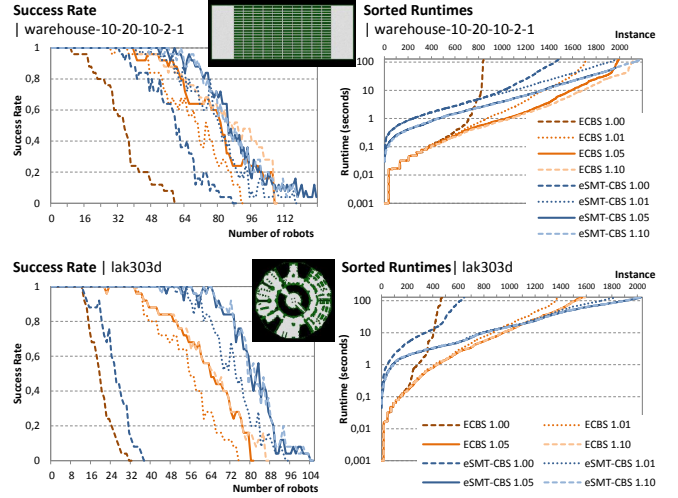 Success Rate
| warehouse-10-20-10-2-1
Success Rate
1
0,8
0,6
0,4
0,2
0
0 16 32 48 64 80 96 112
Number of robots
Sorted Runtimes
| warehouse-10-20-10-2-1
Instance
0 200 400 600 800 1000 1200 1400 1600 1800 2000
Runtime (seconds)
100
10
1
0,1
0,01
0,001
ECBS 1.00
ECBS 1.01
ECBS 1.05
ECBS 1.10
eSMT-CBS 1.00
eSMT-CBS 1.01
eSMT-CBS 1.05
eSMT-CBS 1.10
Success Rate | lak303d
Success Rate
1
0,8
0,6
0,4
0,2
0
0 8 16 24 32 40 48 56 64 72 80 88 96 104
Number of robots
Sorted Runtimes| lak303d
Instance
0 200 400 600 800 1000 1200 1400 1600 1800 2000
Runtime (seconds)
100
10
1
0,1
0,01
0,001
ECBS 1.00 ECBS 1.01
ECBS 1.05 ECBS 1.10
eSMT-CBS 1.00 eSMT-CBS 1.01
eSMT-CBS 1.05 eSMT-CBS 1.10